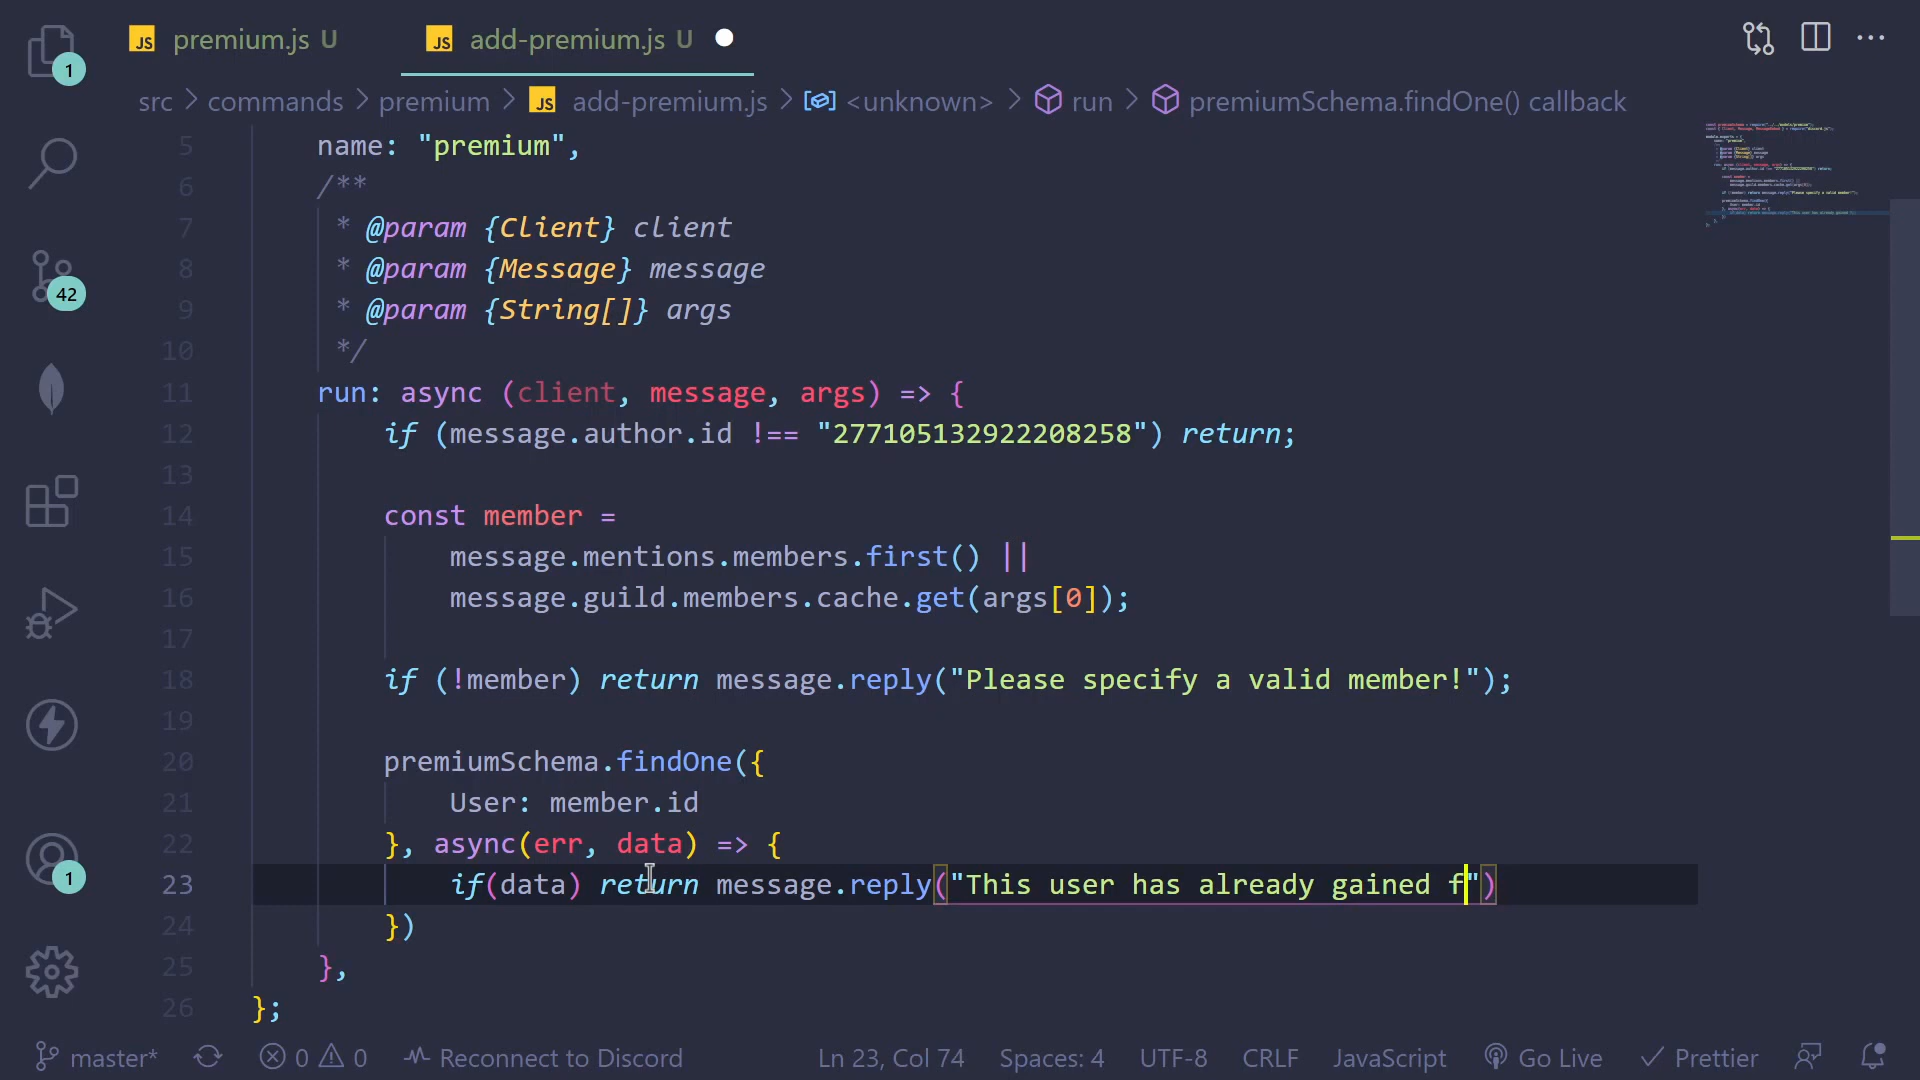 JS premium.js U JS add-premium.js U
src > commands > premium > JS add-premium.js > <unknown> > run > premiumSchema.findOne() callback
5 name: "premium",
6 /**
7 * @param {Client} client
8 * @param {Message} message
9 * @param {String[]} args
10 */
11 run: async (client, message, args) => {
12 if (message.author.id !== "277105132922208258") return;
13
14 const member =
15 message.mentions.members.first() ||
16 message.guild.members.cache.get(args[0]);
17
18 if (!member) return message.reply("Please specify a valid member!");
19
20 premiumSchema.findOne({
21 User: member.id
22 }, async(err, data) => {
23 if(data) return message.reply("This user has already gained f")
24 })
25 },
26 };
1
42
1
master* 0 0 Reconnect to Discord Ln 23, Col 74 Spaces: 4 UTF-8 CRLF JavaScript Go Live Prettier